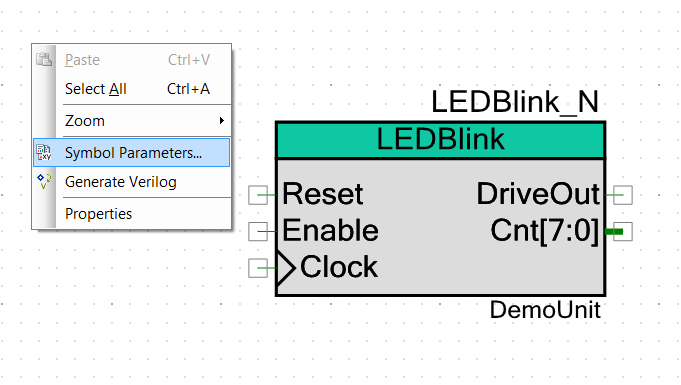 Paste Ctrl+V
Select All Ctrl+A
Zoom
Symbol Parameters...
Generate Verilog
Properties
LEDBlink_N
LEDBlink
Reset DriveOut
Enable Cnt[7:0]
Clock
DemoUnit